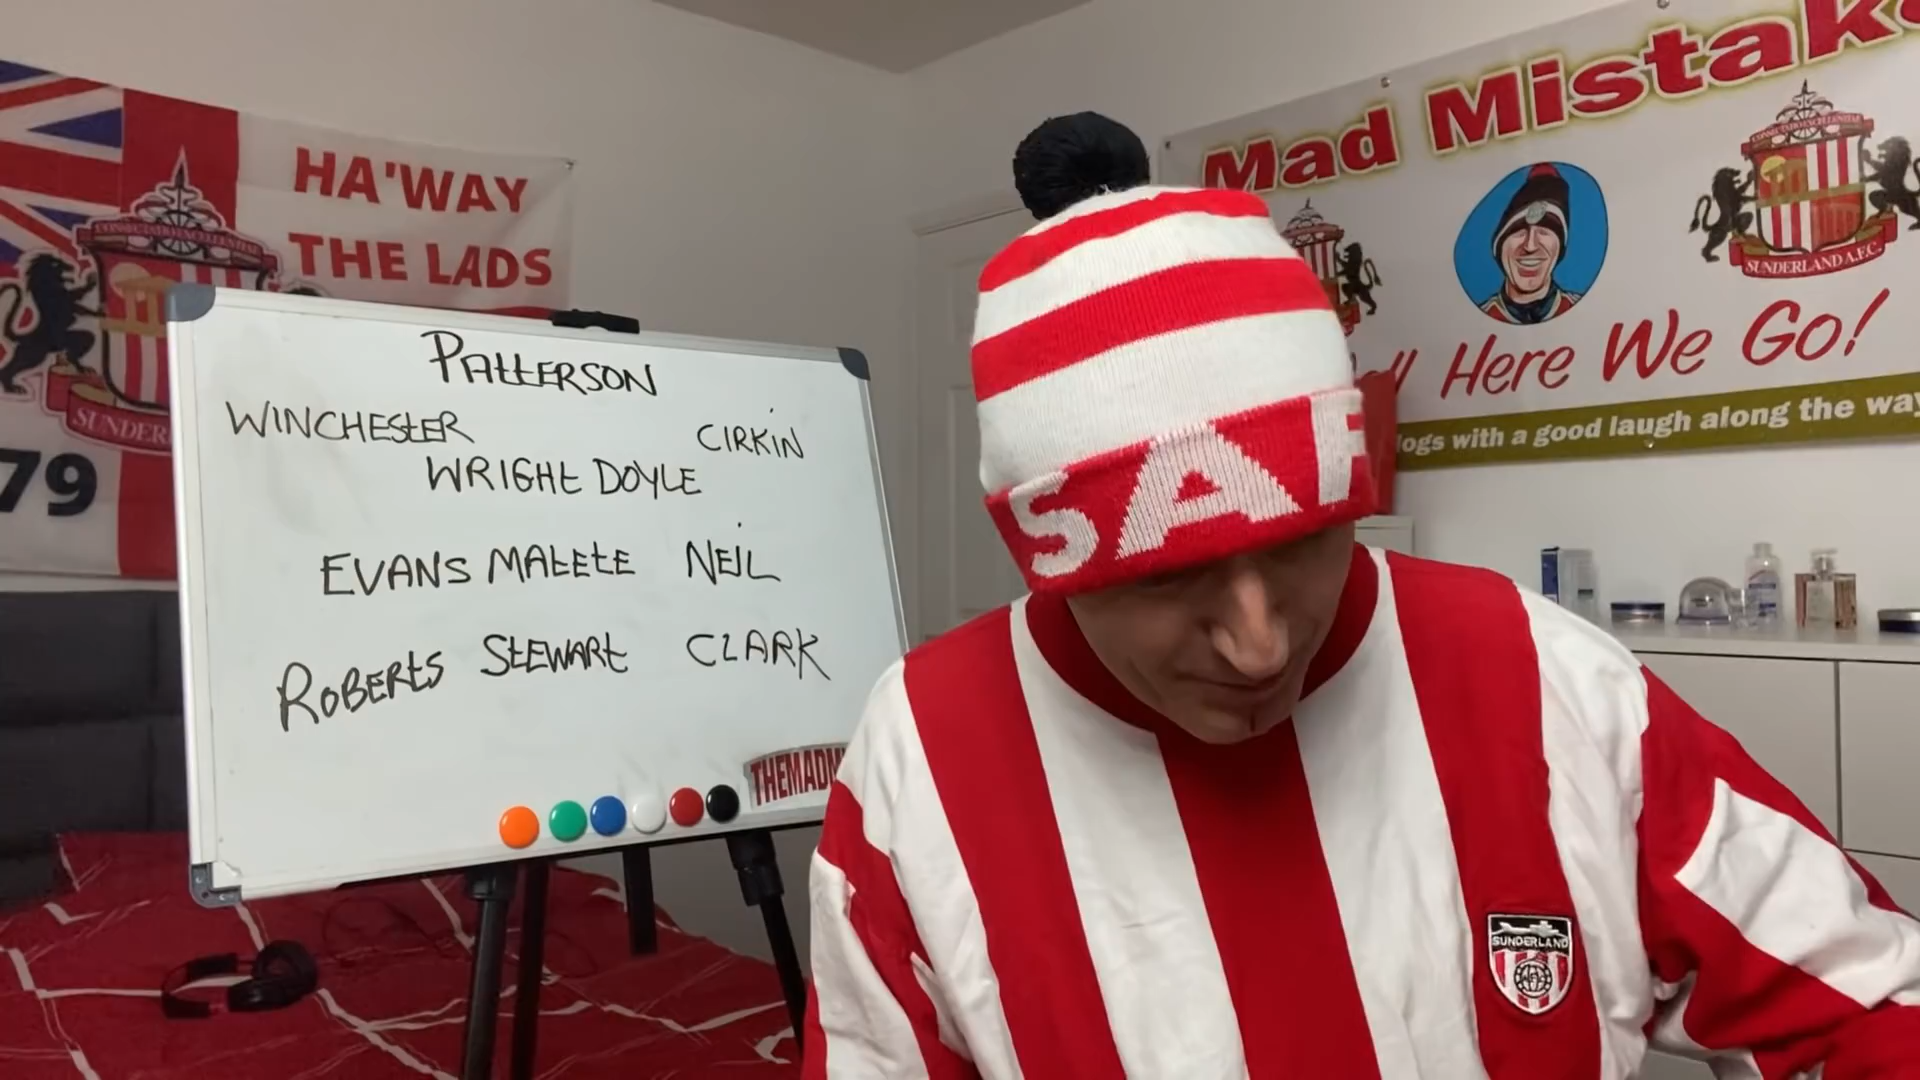 HA'WAY
THE LADS
SUNDER
79
PATTERSON
WINCHESTER CIRKIN
WRIGHT DOYLE
EVANS MATETE NEIL
ROBERTS STEWART CLARK
THEMADM
SAF
SUNDERLAND
Mad Mistak
SUNDERLAND A.F.C.
Here We Go!
logs with a good laugh along the way